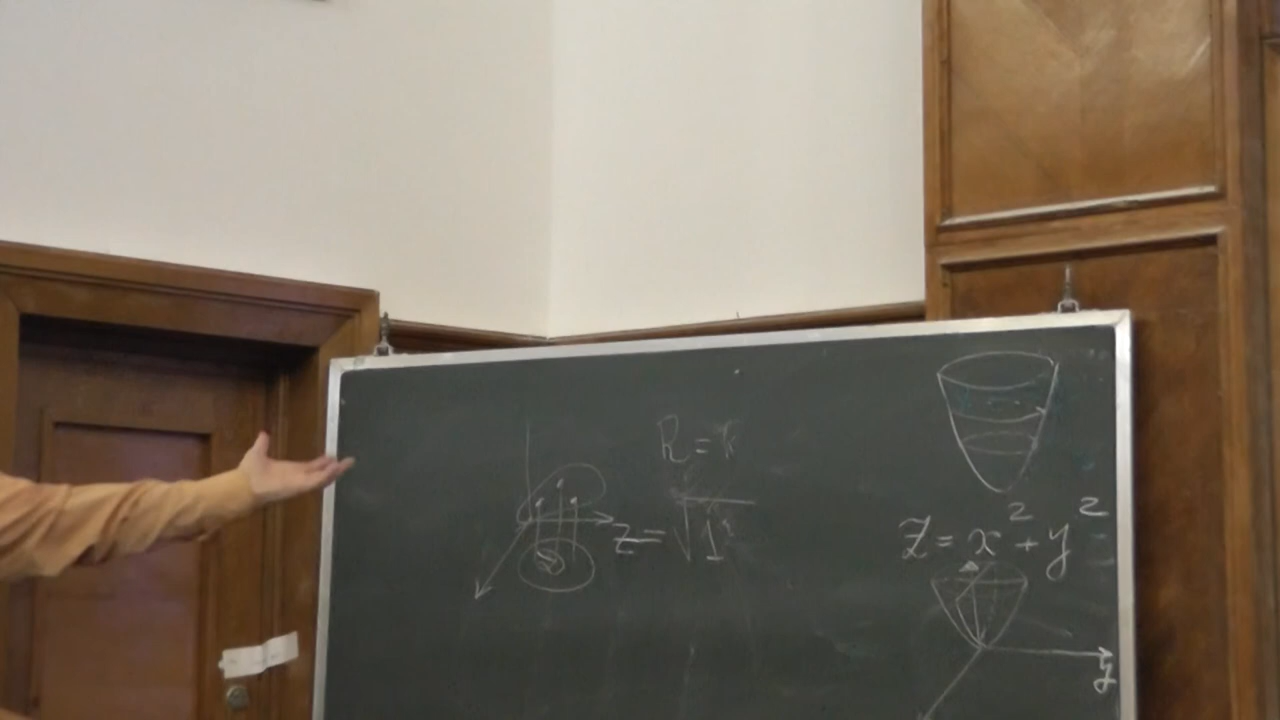 R =
z = √1
z = x² + y²
y